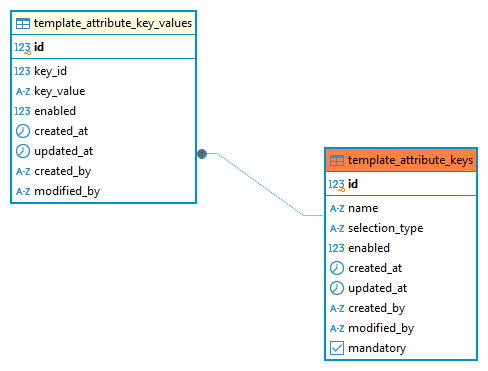 template_attribute_key_values
123 id
123 key_id
A-Z key_value
123 enabled
created_at
updated_at
A-Z created_by
A-Z modified_by
template_attribute_keys
123 id
A-Z name
A-Z selection_type
123 enabled
created_at
updated_at
A-Z created_by
A-Z modified_by
mandatory